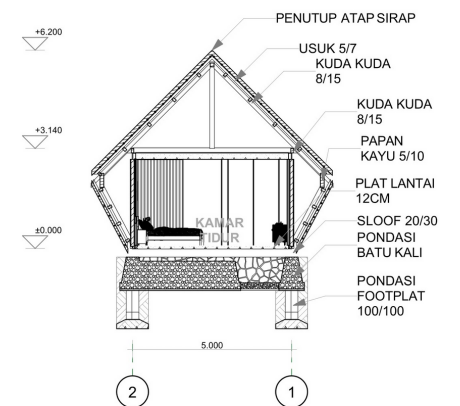 PENUTUP ATAP SIRAP
+6.200
USUK 5/7
KUDA KUDA
8/15
KUDA KUDA
8/15
+3.140
PAPAN
KAYU 5/10
PLAT LANTAI
12CM
KAMAR
TIDUR
SLOOF 20/30
±0.000
PONDASI
BATU KALI
PONDASI
FOOTPLAT
100/100
5.000
2
1